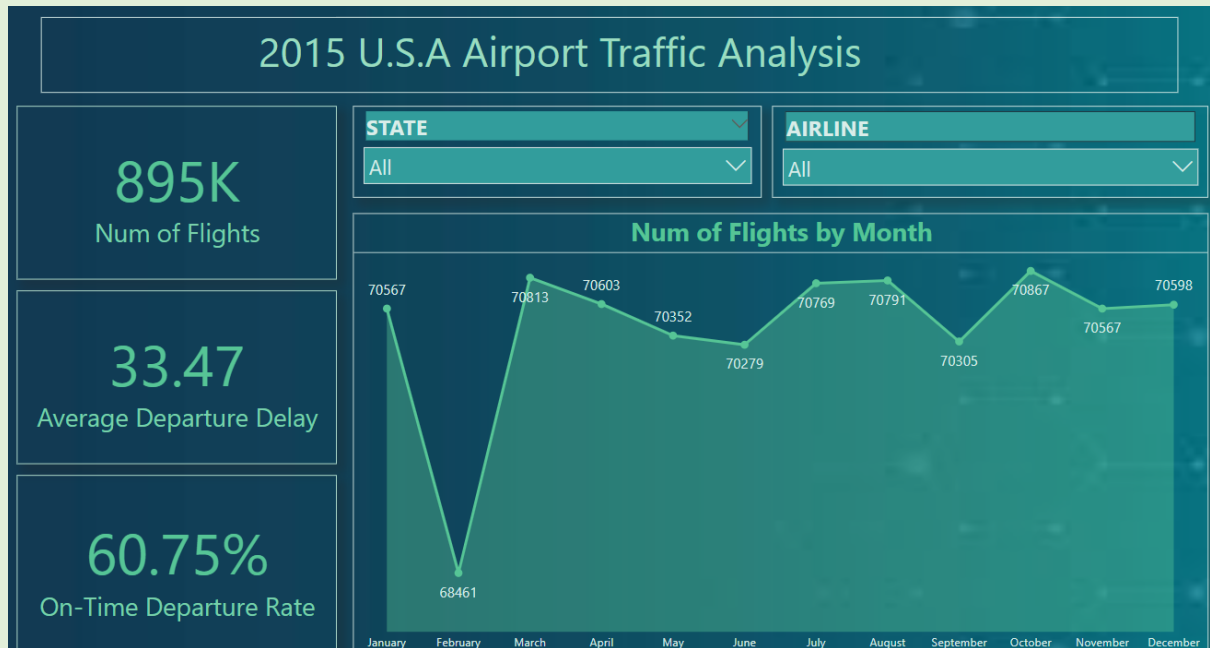 2015 U.S.A Airport Traffic Analysis
895K
Num of Flights
33.47
Average Departure Delay
60.75%
On-Time Departure Rate
STATE
All
AIRLINE
All
Num of Flights by Month
70567
68461
70813
70603
70352
70279
70769
70791
70305
70867
70567
70598
January February March April May June July August September October November December